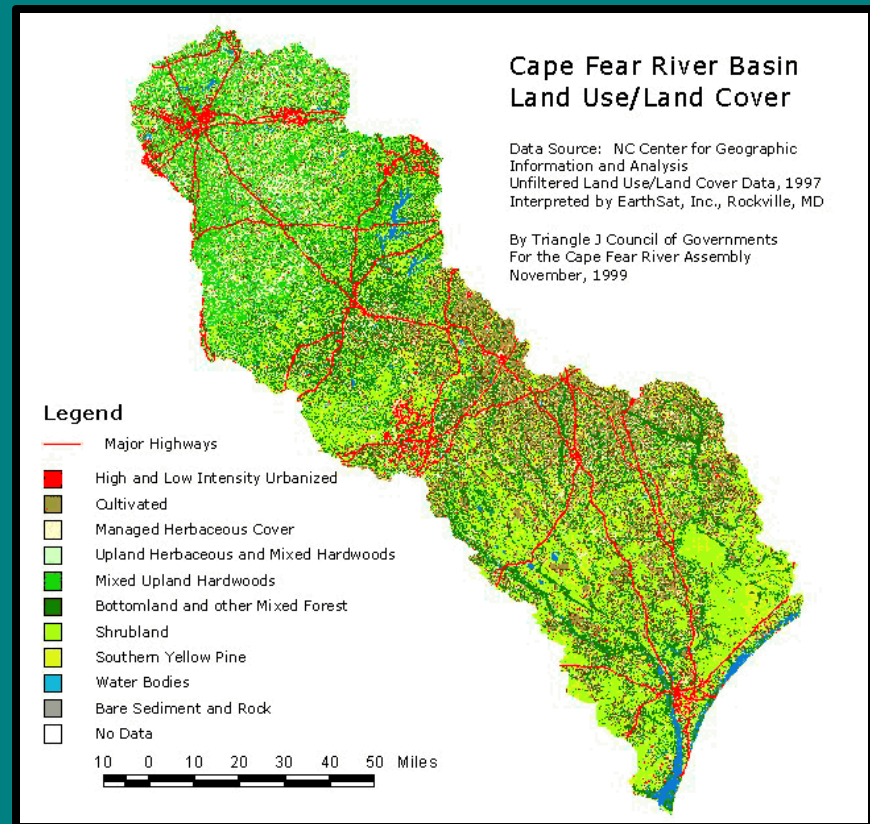 Cape Fear River Basin
Land Use/Land Cover
Data Source: NC Center for Geographic
Information and Analysis
Unfiltered Land Use/Land Cover Data, 1997
Interpreted by EarthSat, Inc., Rockville, MD
By Triangle J Council of Governments
For the Cape Fear River Assembly
November, 1999
Legend
Major Highways
High and Low Intensity Urbanized
Cultivated
Managed Herbaceous Cover
Upland Herbaceous and Mixed Hardwoods
Mixed Upland Hardwoods
Bottomland and other Mixed Forest
Shrubland
Southern Yellow Pine
Water Bodies
Bare Sediment and Rock
No Data
10 0 10 20 30 40 50 Miles